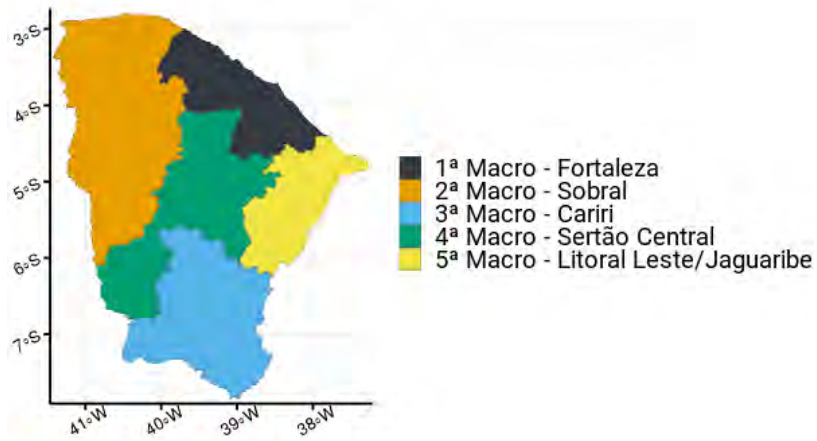 3°S
4°S
5°S
6°S
7°S
41°W
40°W
39°W
38°W
1ª Macro - Fortaleza
2ª Macro - Sobral
3ª Macro - Cariri
4ª Macro - Sertão Central
5ª Macro - Litoral Leste/Jaguaribe